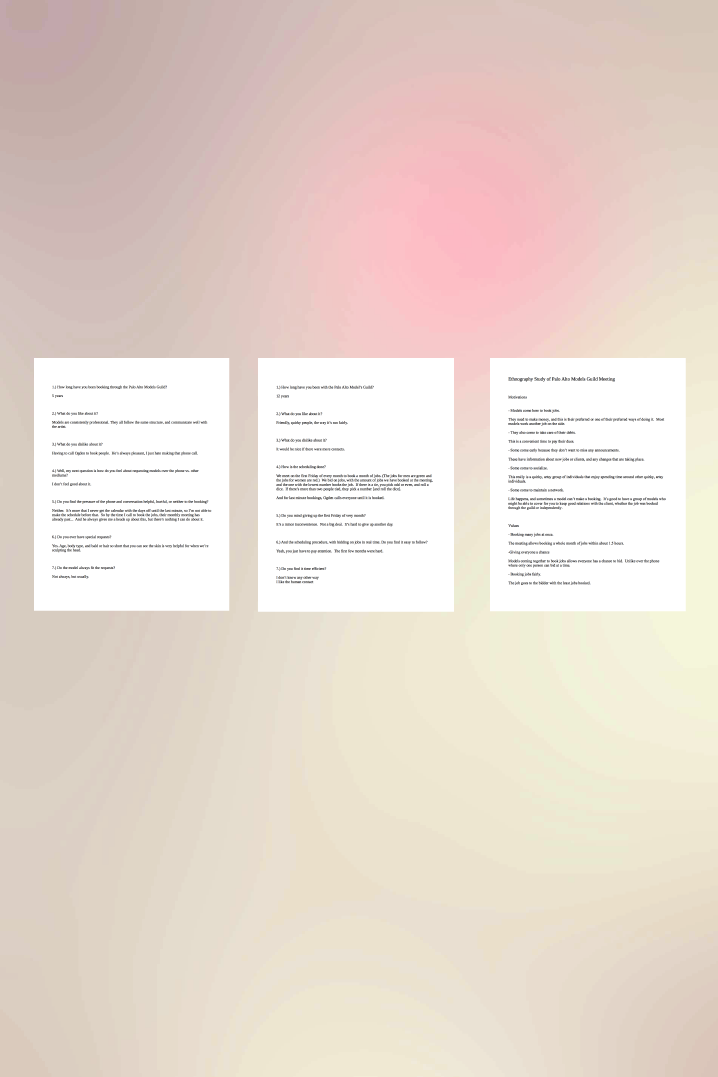 1.) How long have you been booking through the Palo Alto Models Guild?
5 years
2.) What do you like about it?
Models are consistently professional. They all follow the same structure, and communicate well with
the artist.
3.) What do you dislike about it?
Having to call Ogden to book people. He's always pleasant, I just hate making that phone call.
4.) Well, my next question is how do you feel about requesting models over the phone vs. other
mediums?
I don't feel good about it.
5.) Do you find the pressure of the phone and conversation helpful, hurtful, or neither in the booking?
Neither. It's more that I never get the calendar with the days off until the last minute, so I'm not able to
make the schedule before that. So by the time I call to book the jobs, their monthly meeting has
already past... And he always gives me a heads up about this, but there's nothing I can do about it.
6.) Do you ever have special requests?
Yes. Age, body type, and bald or hair so short that you can see the skin is very helpful for when we're
sculpting the head.
7.) Do the model always fit the requests?
Not always, but usually.
1.) How long have you been with the Palo Alto Model's Guild?
12 years
2.) What do you like about it?
Friendly, quirky people, the way it's run fairly.
3.) What do you dislike about it?
It would be nice if there were more contacts.
4.) How is the scheduling done?
We meet on the first Friday of every month to book a month of jobs. (The jobs for men are green and
the jobs for women are red.) We bid on jobs, with the amount of jobs we have booked at the meeting,
and the one with the lowest number books the job. If there is a tie, you pick odd or even, and roll a
dice. If there's more than two people tied, they pick a number (and roll the dice).
And for last minute bookings, Ogden calls everyone until it is booked.
5.) Do you mind giving up the first Friday of very month?
It's a minor inconvenience. Not a big deal. It's hard to give up another day.
6.) And the scheduling procedure, with bidding on jobs in real time. Do you find it easy to follow?
Yeah, you just have to pay attention. The first few months were hard.
7.) Do you find it time efficient?
I don't know any other way
I like the human contact
Ethnography Study of Palo Alto Models Guild Meeting
Motivations
- Models come here to book jobs.
They need to make money, and this is their preferred or one of their preferred ways of doing it. Most
models work another job on the side
- They also come to take care of their debts.
This is a convenient time to pay their dues.
- Some come early because they don't want to miss any announcements.
These have information about new jobs or clients, and any changes that are taking place.
- Some come to socialize.
This really is a quirky, artsy group of individuals that enjoy spending time around other quirky, artsy
individuals.
- Some come to maintain a network.
Life happens, and sometimes a model can't make a booking. It's good to have a group of models who
might be able to cover for you to keep good relations with the client, whether the job was booked
through the guild or independently.
Values
- Booking many jobs at once.
The meeting allows booking a whole month of jobs within about 1.5 hours.
-Giving everyone a chance
Models coming together to book jobs allows everyone has a chance to bid. Unlike over the phone
where only one person can bid at a time.
- Booking jobs fairly.
The job goes to the bidder with the least jobs booked.